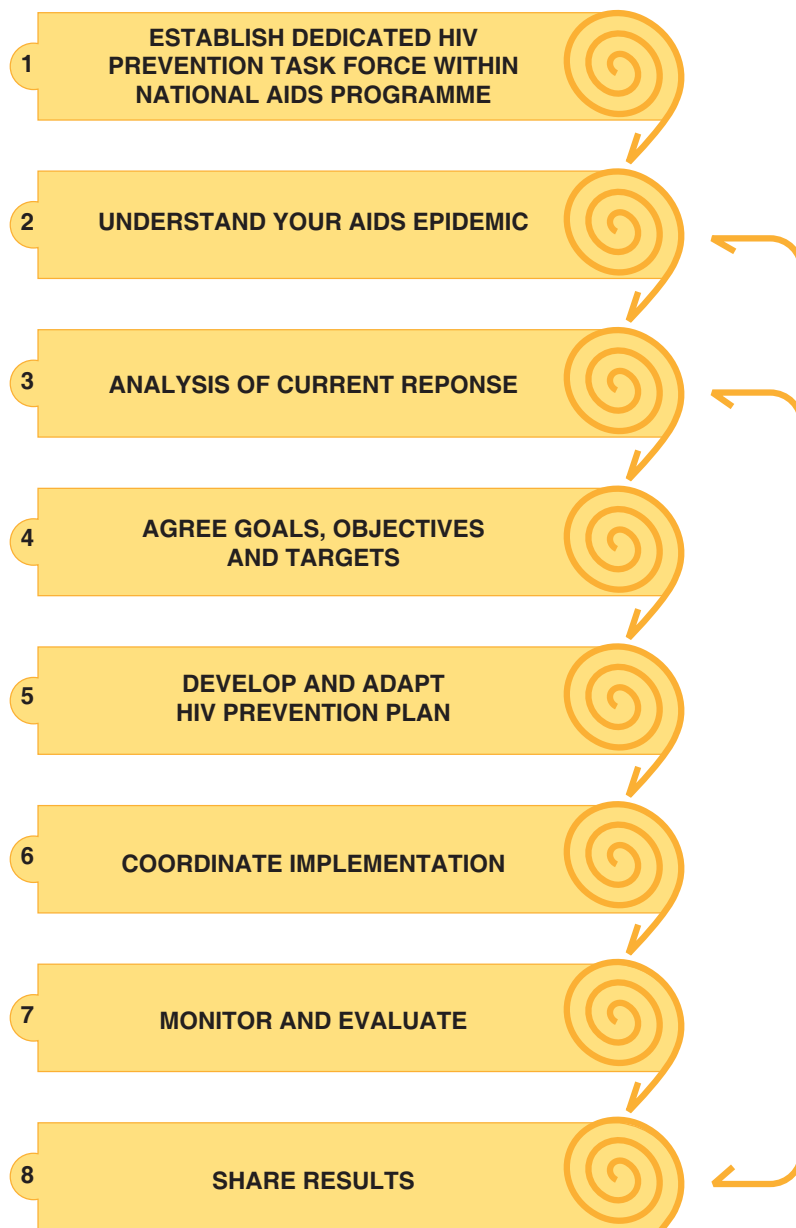 1
ESTABLISH DEDICATED HIV
PREVENTION TASK FORCE WITHIN
NATIONAL AIDS PROGRAMME
2
UNDERSTAND YOUR AIDS EPIDEMIC
3
ANALYSIS OF CURRENT REPONSE
4
AGREE GOALS, OBJECTIVES
AND TARGETS
5
DEVELOP AND ADAPT
HIV PREVENTION PLAN
6
COORDINATE IMPLEMENTATION
7
MONITOR AND EVALUATE
8
SHARE RESULTS